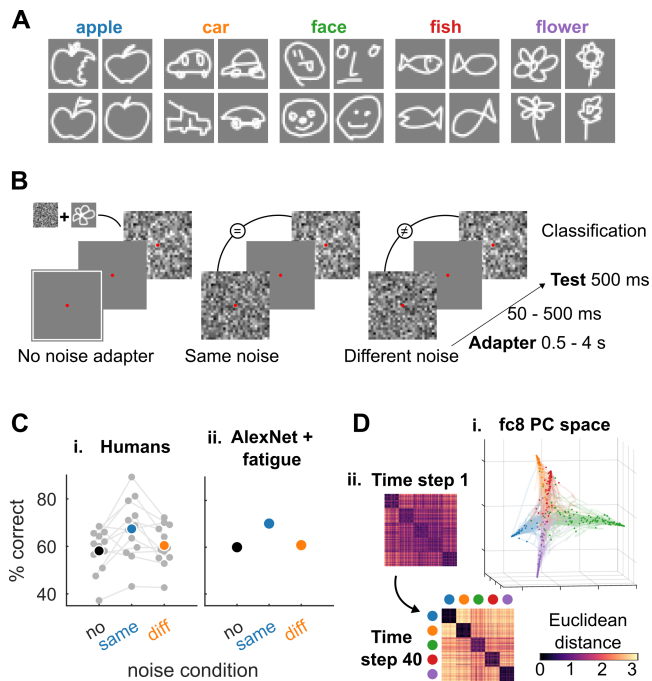 A
apple car face fish flower
B
+ = ≠
Classification
Test 500 ms
50 - 500 ms
Adapter 0.5 - 4 s
No noise adapter Same noise Different noise
C
i. Humans
ii. AlexNet +
fatigue
% correct
80
60
40
no same diff no same diff
noise condition
D
i. fc8 PC space
ii. Time step 1
Time
step 40
Euclidean
distance
0 1 2 3